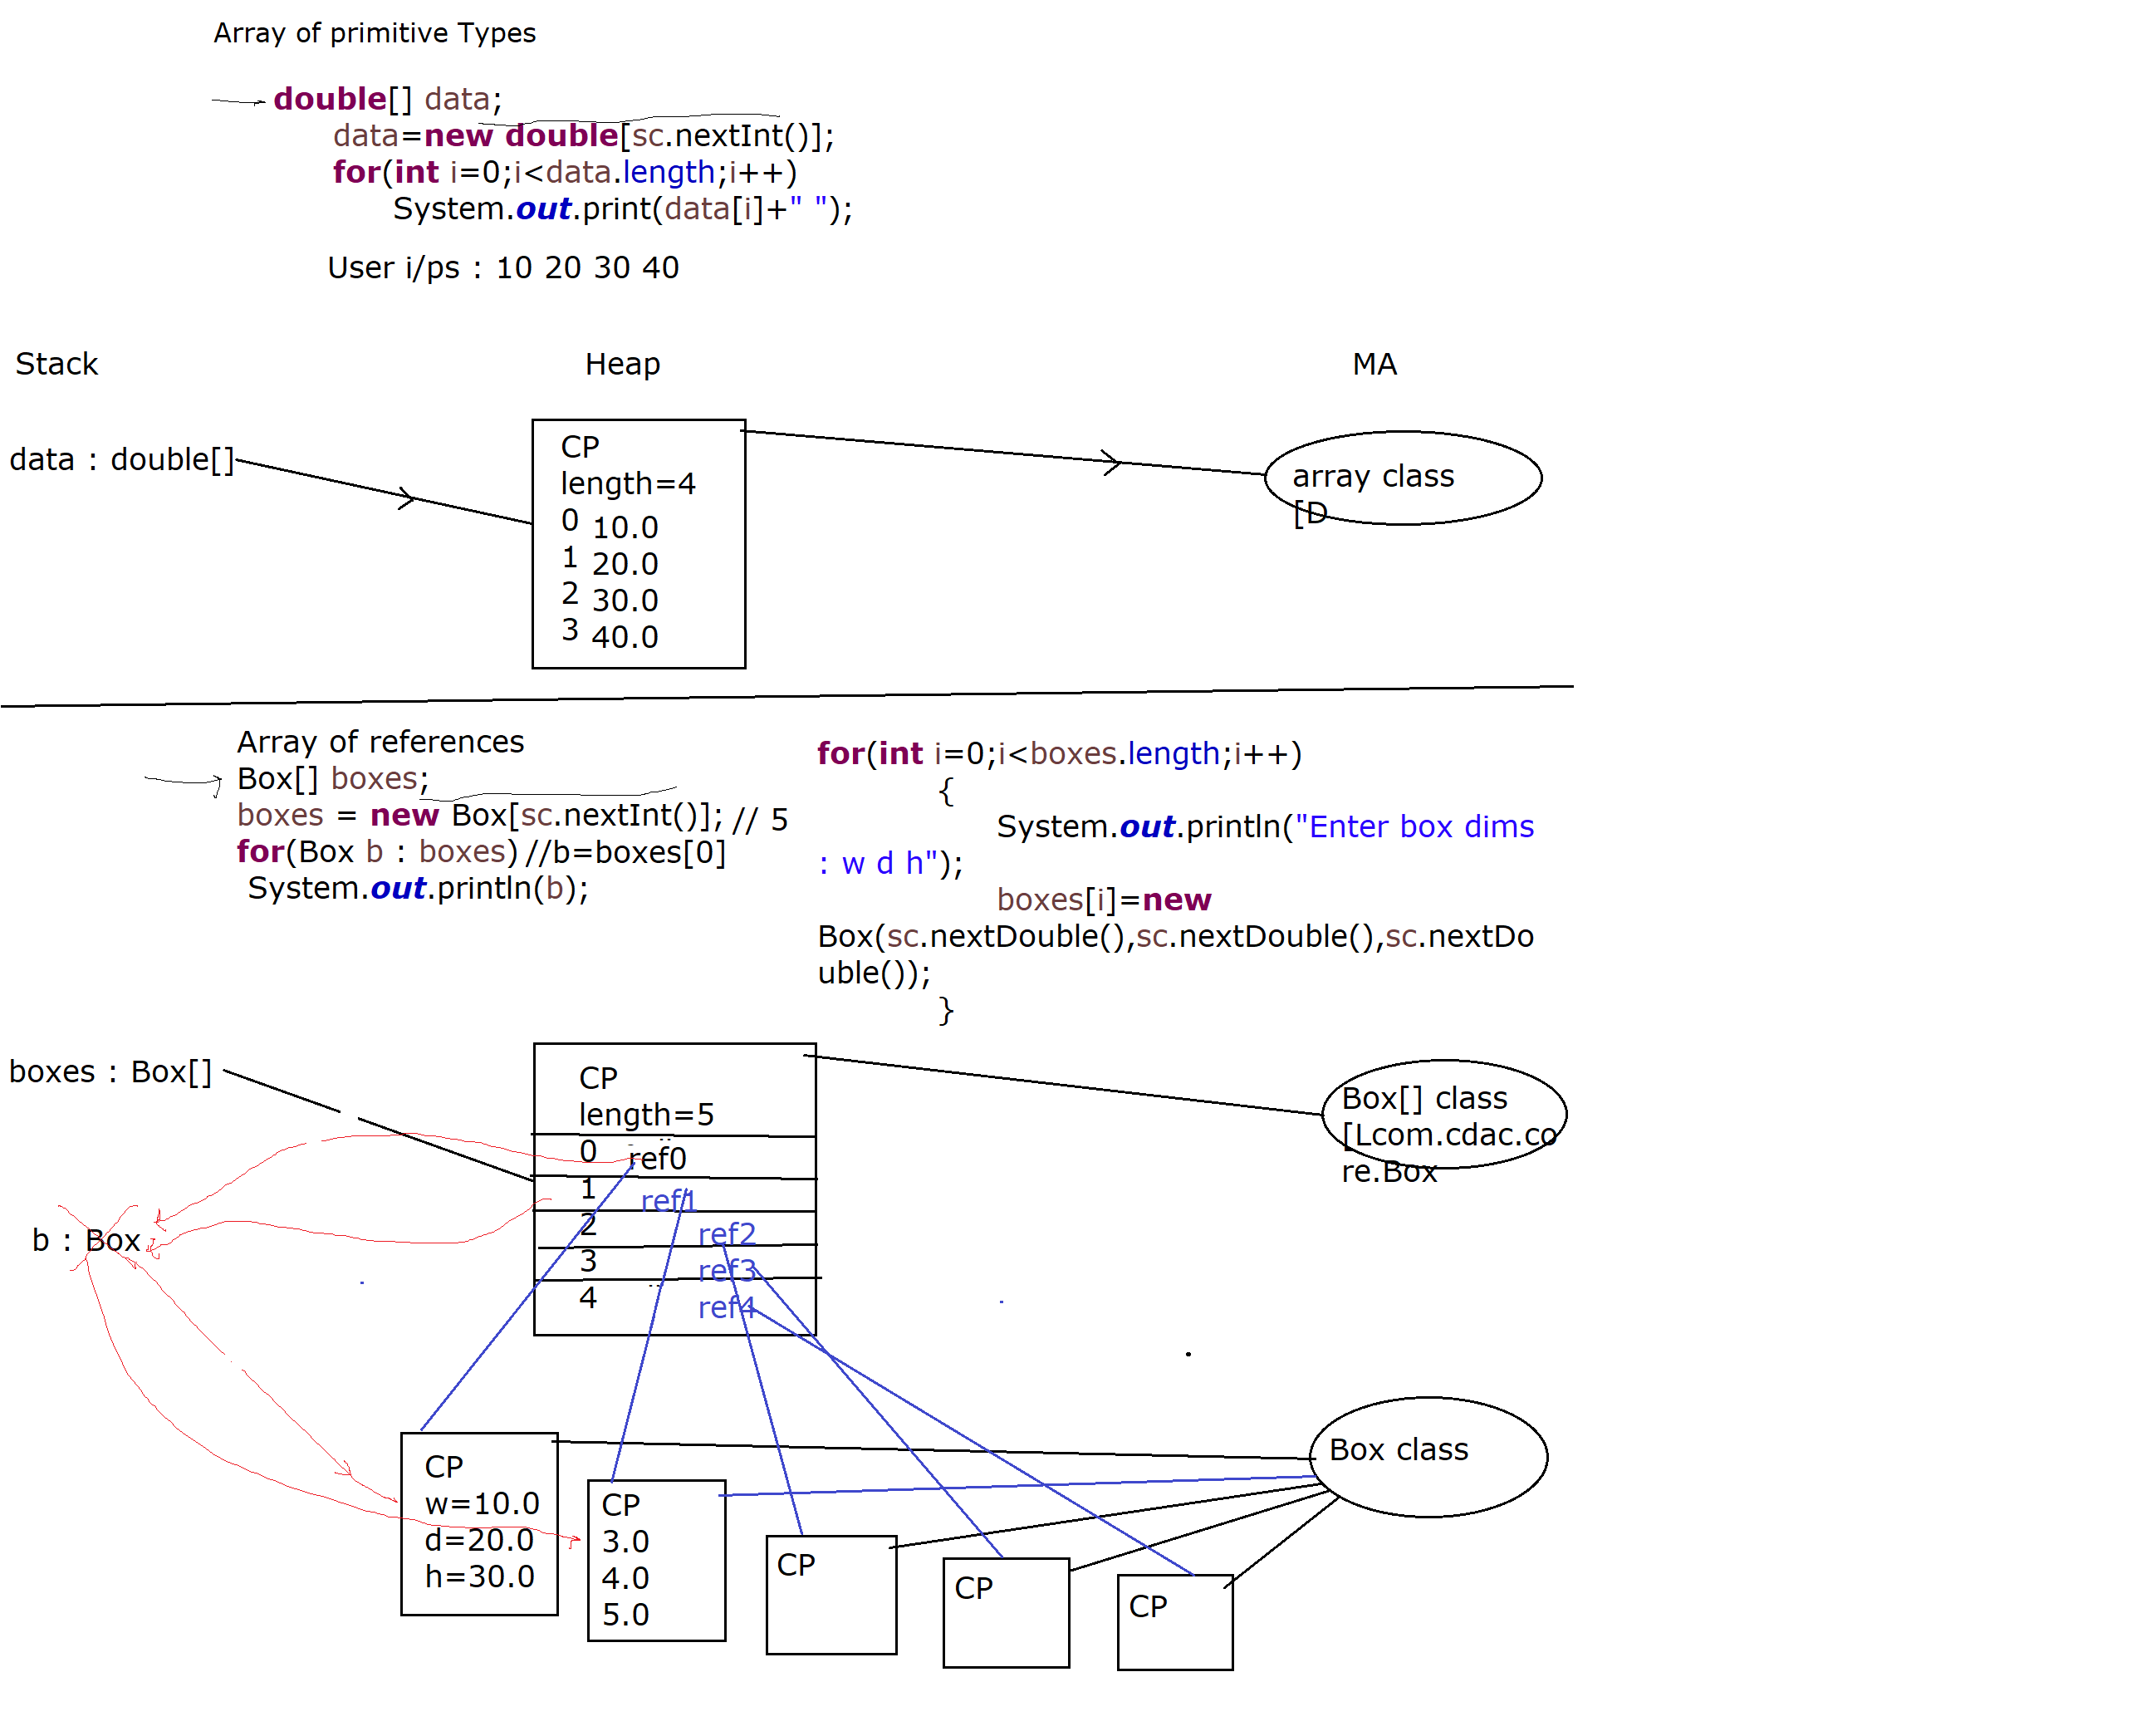 Array of primitive Types
double[] data;
data=new double[sc.nextInt()];
for(int i=0;i<data.length;i++)
System.out.print(data[i]+" ");
User i/ps : 10 20 30 40
Stack
Heap
MA
data : double[]
CP
length=4
0 10.0
1 20.0
2 30.0
3 40.0
array class
[D
Array of references
Box[] boxes;
boxes = new Box[sc.nextInt()]; // 5
for(Box b : boxes) //b=boxes[0]
System.out.println(b);
for(int i=0;i<boxes.length;i++)
{
System.out.println("Enter box dims
: w d h");
boxes[i]=new
Box(sc.nextDouble(),sc.nextDouble(),sc.nextDo
uble());
}
boxes : Box[]
CP
length=5
0 ref0
1 ref1
2 ref2
3 ref3
4 ref4
Box[] class
[Lcom.cdac.co
re.Box
b : Box
CP
w=10.0
d=20.0
h=30.0
CP
3.0
4.0
5.0
CP
CP
CP
Box class